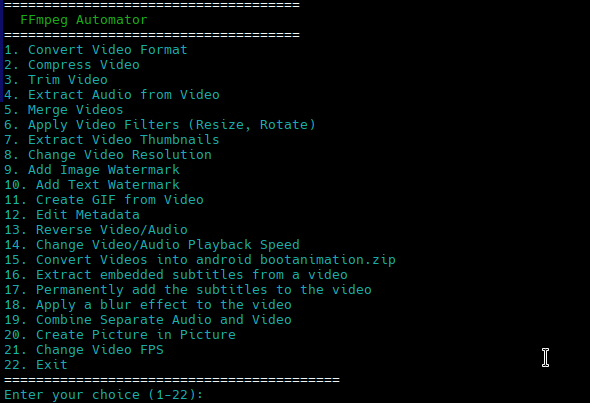 =====================================
FFmpeg Automator
=====================================
1. Convert Video Format
2. Compress Video
3. Trim Video
4. Extract Audio from Video
5. Merge Videos
6. Apply Video Filters (Resize, Rotate)
7. Extract Video Thumbnails
8. Change Video Resolution
9. Add Image Watermark
10. Add Text Watermark
11. Create GIF from Video
12. Edit Metadata
13. Reverse Video/Audio
14. Change Video/Audio Playback Speed
15. Convert Videos into android bootanimation.zip
16. Extract embedded subtitles from a video
17. Permanently add the subtitles to the video
18. Apply a blur effect to the video
19. Combine Separate Audio and Video
20. Create Picture in Picture
21. Change Video FPS
22. Exit
==========================================
Enter your choice (1-22):